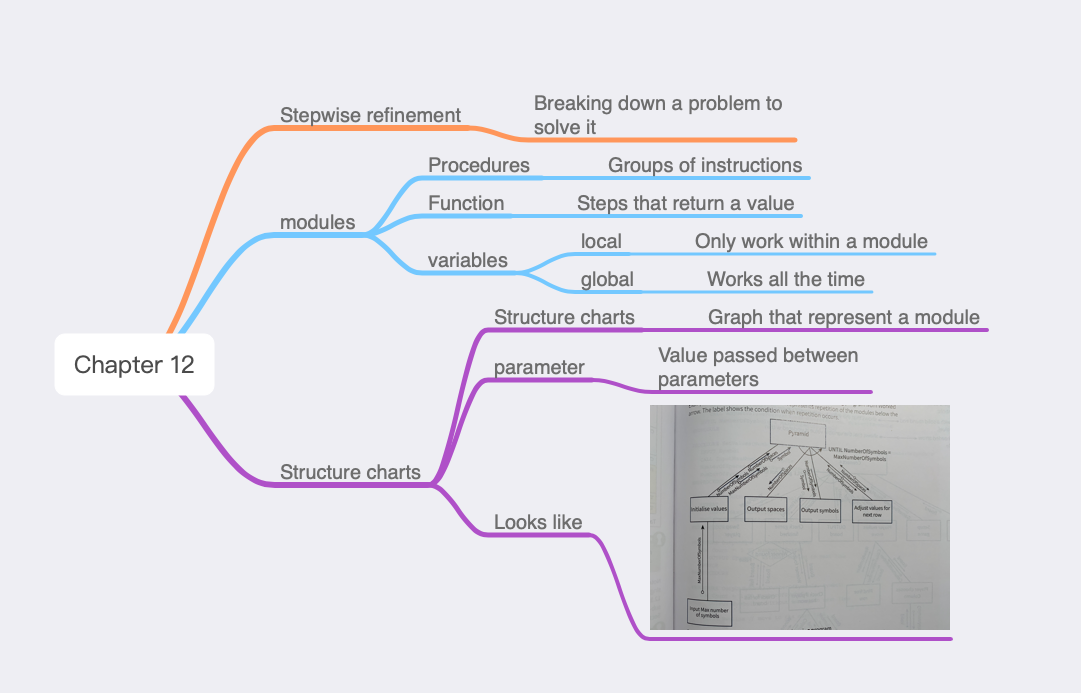 Stepwise refinement
Breaking down a problem to
solve it
modules
Procedures
Groups of instructions
Function
Steps that return a value
variables
local
Only work within a module
global
Works all the time
Chapter 12
Structure charts
Structure charts
Graph that represent a module
parameter
Value passed between
parameters
Looks like
arrow. The label shows the condition when repetition occurs.
Pyramid
UNTIL NumberOfSymbols =
MaxNumberOfSymbols
MaxNumberOfSymbols
Initialise values
Output spaces
Output symbols
Adjust values for
next row
MaxNumberOfSymbols
Input Max number
of symbols